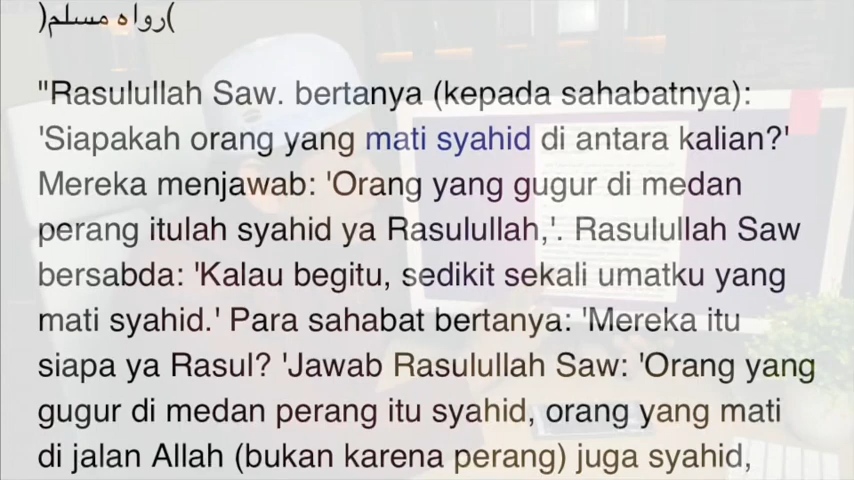 (رواه مسلم)
"Rasulullah Saw. bertanya (kepada sahabatnya):
'Siapakah orang yang mati syahid di antara kalian?'
Mereka menjawab: 'Orang yang gugur di medan
perang itulah syahid ya Rasulullah,'. Rasulullah Saw
bersabda: 'Kalau begitu, sedikit sekali umatku yang
mati syahid.' Para sahabat bertanya: 'Mereka itu
siapa ya Rasul? 'Jawab Rasulullah Saw: 'Orang yang
gugur di medan perang itu syahid, orang yang mati
di jalan Allah (bukan karena perang) juga syahid,